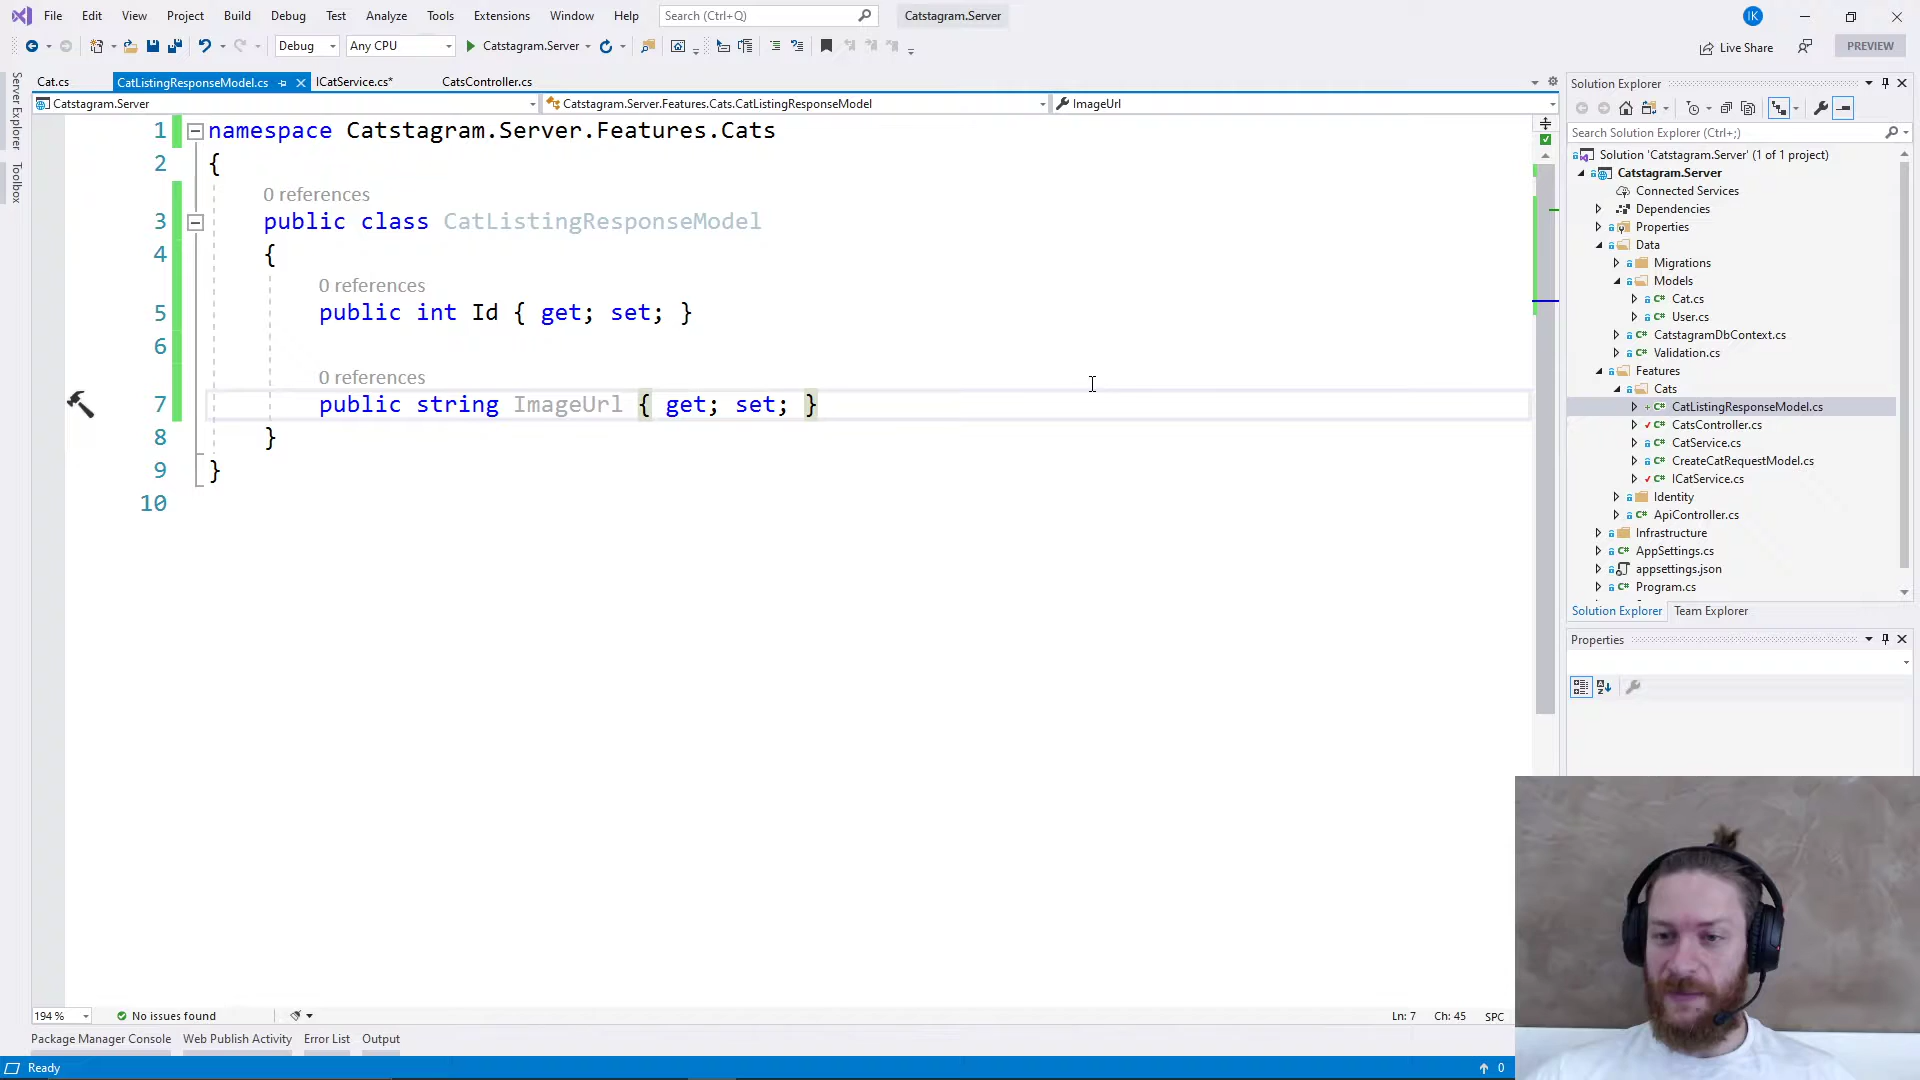 File Edit View Project Build Debug Test Analyze Tools Extensions Window Help Search (Ctrl+Q) Catstagram.Server IK
Debug Any CPU Catstagram.Server Live Share PREVIEW
Server Explorer
Toolbox
Cat.cs CatListingResponseModel.cs ICatService.cs* CatsController.cs
Catstagram.Server Catstagram.Server.Features.Cats.CatListingResponseModel ImageUrl
1 namespace Catstagram.Server.Features.Cats
2 {
0 references
3 public class CatListingResponseModel
4 {
0 references
5 public int Id { get; set; }
6
0 references
7 public string ImageUrl { get; set; }
8 }
9 }
10
194 % No issues found Ln: 7 Ch: 45 SPC
Package Manager Console Web Publish Activity Error List Output
Ready 0
Solution Explorer
Search Solution Explorer (Ctrl+;)
Solution 'Catstagram.Server' (1 of 1 project)
Catstagram.Server
Connected Services
Dependencies
Properties
Data
Migrations
Models
C# Cat.cs
C# User.cs
C# CatstagramDbContext.cs
C# Validation.cs
Features
Cats
C# CatListingResponseModel.cs
C# CatsController.cs
C# CatService.cs
C# CreateCatRequestModel.cs
C# ICatService.cs
Identity
C# ApiController.cs
Infrastructure
C# AppSettings.cs
appsettings.json
C# Program.cs
Solution Explorer Team Explorer
Properties